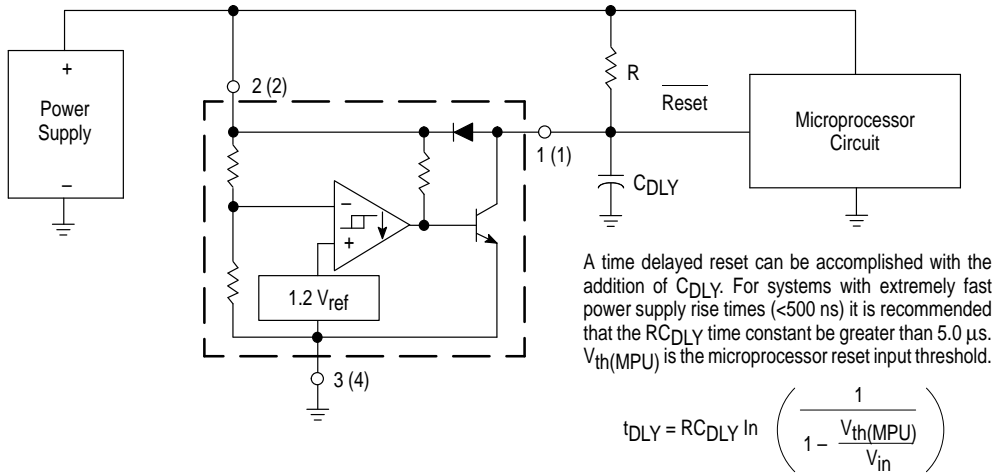 +
Power
Supply
–
2 (2)
–
+
1.2 Vref
3 (4)
1 (1)
R
Reset
CDLY
Microprocessor
Circuit
A time delayed reset can be accomplished with the
addition of CDLY. For systems with extremely fast
power supply rise times (<500 ns) it is recommended
that the RCDLY time constant be greater than 5.0 µs.
Vth(MPU) is the microprocessor reset input threshold.
tDLY = RCDLY In ( 1 / ( 1 – Vth(MPU) / Vin ) )